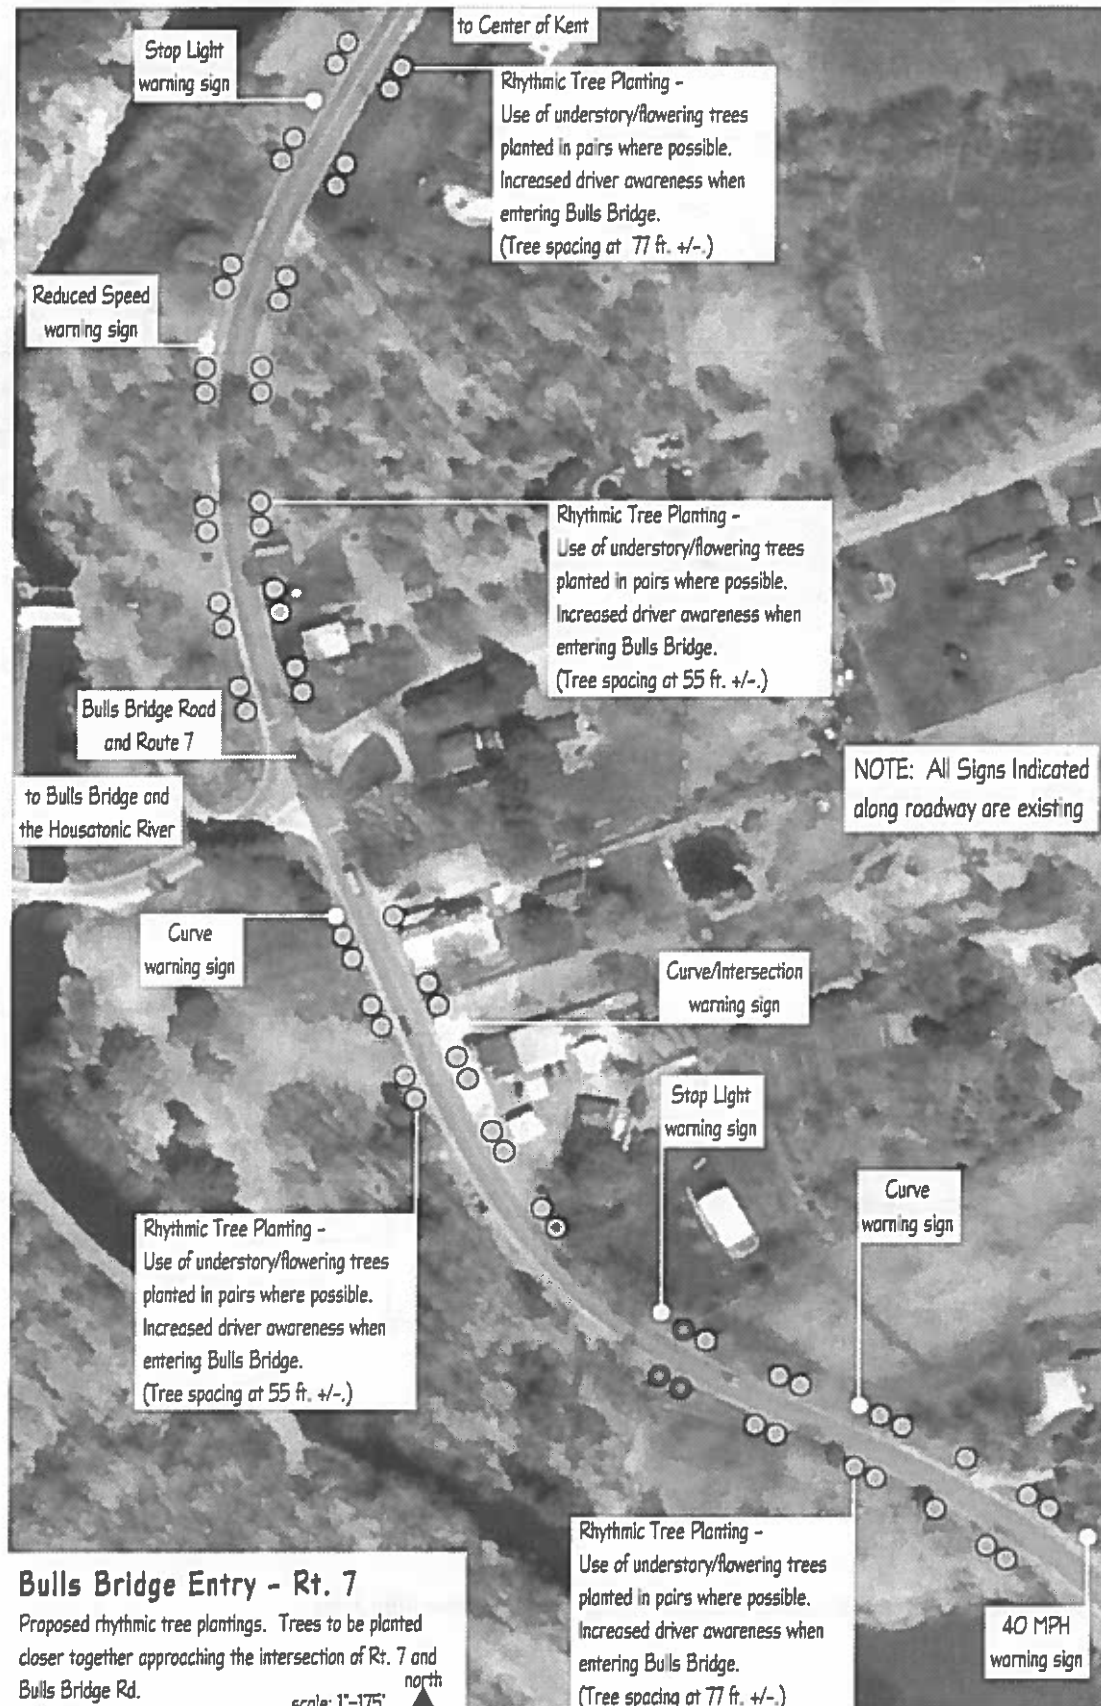 to Center of Kent
Stop Light
warning sign
Rhythmic Tree Planting -
Use of understory/flowering trees
planted in pairs where possible.
Increased driver awareness when
entering Bulls Bridge.
(Tree spacing at 77 ft. +/-.)
Reduced Speed
warning sign
Rhythmic Tree Planting -
Use of understory/flowering trees
planted in pairs where possible.
Increased driver awareness when
entering Bulls Bridge.
(Tree spacing at 55 ft. +/-.)
Bulls Bridge Road
and Route 7
NOTE: All Signs Indicated
along roadway are existing
to Bulls Bridge and
the Housatonic River
Curve
warning sign
Curve/Intersection
warning sign
Stop Light
warning sign
Curve
warning sign
Rhythmic Tree Planting -
Use of understory/flowering trees
planted in pairs where possible.
Increased driver awareness when
entering Bulls Bridge.
(Tree spacing at 55 ft. +/-.)
Rhythmic Tree Planting -
Use of understory/flowering trees
planted in pairs where possible.
Increased driver awareness when
entering Bulls Bridge.
(Tree spacing at 77 ft. +/-.)
40 MPH
warning sign
Bulls Bridge Entry - Rt. 7
Proposed rhythmic tree plantings. Trees to be planted
closer together approaching the intersection of Rt. 7 and
Bulls Bridge Rd.
north
scale: 1"-175'